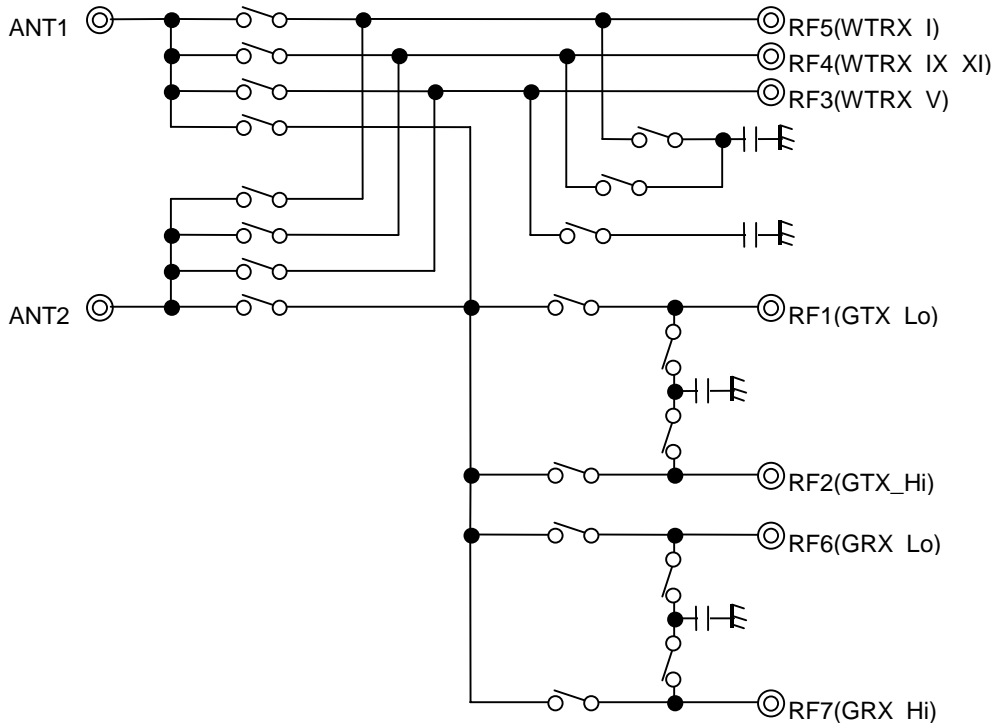 ANT1
RF5(WTRX I)
RF4(WTRX IX XI)
RF3(WTRX V)
ANT2
RF1(GTX Lo)
RF2(GTX_Hi)
RF6(GRX Lo)
RF7(GRX Hi)